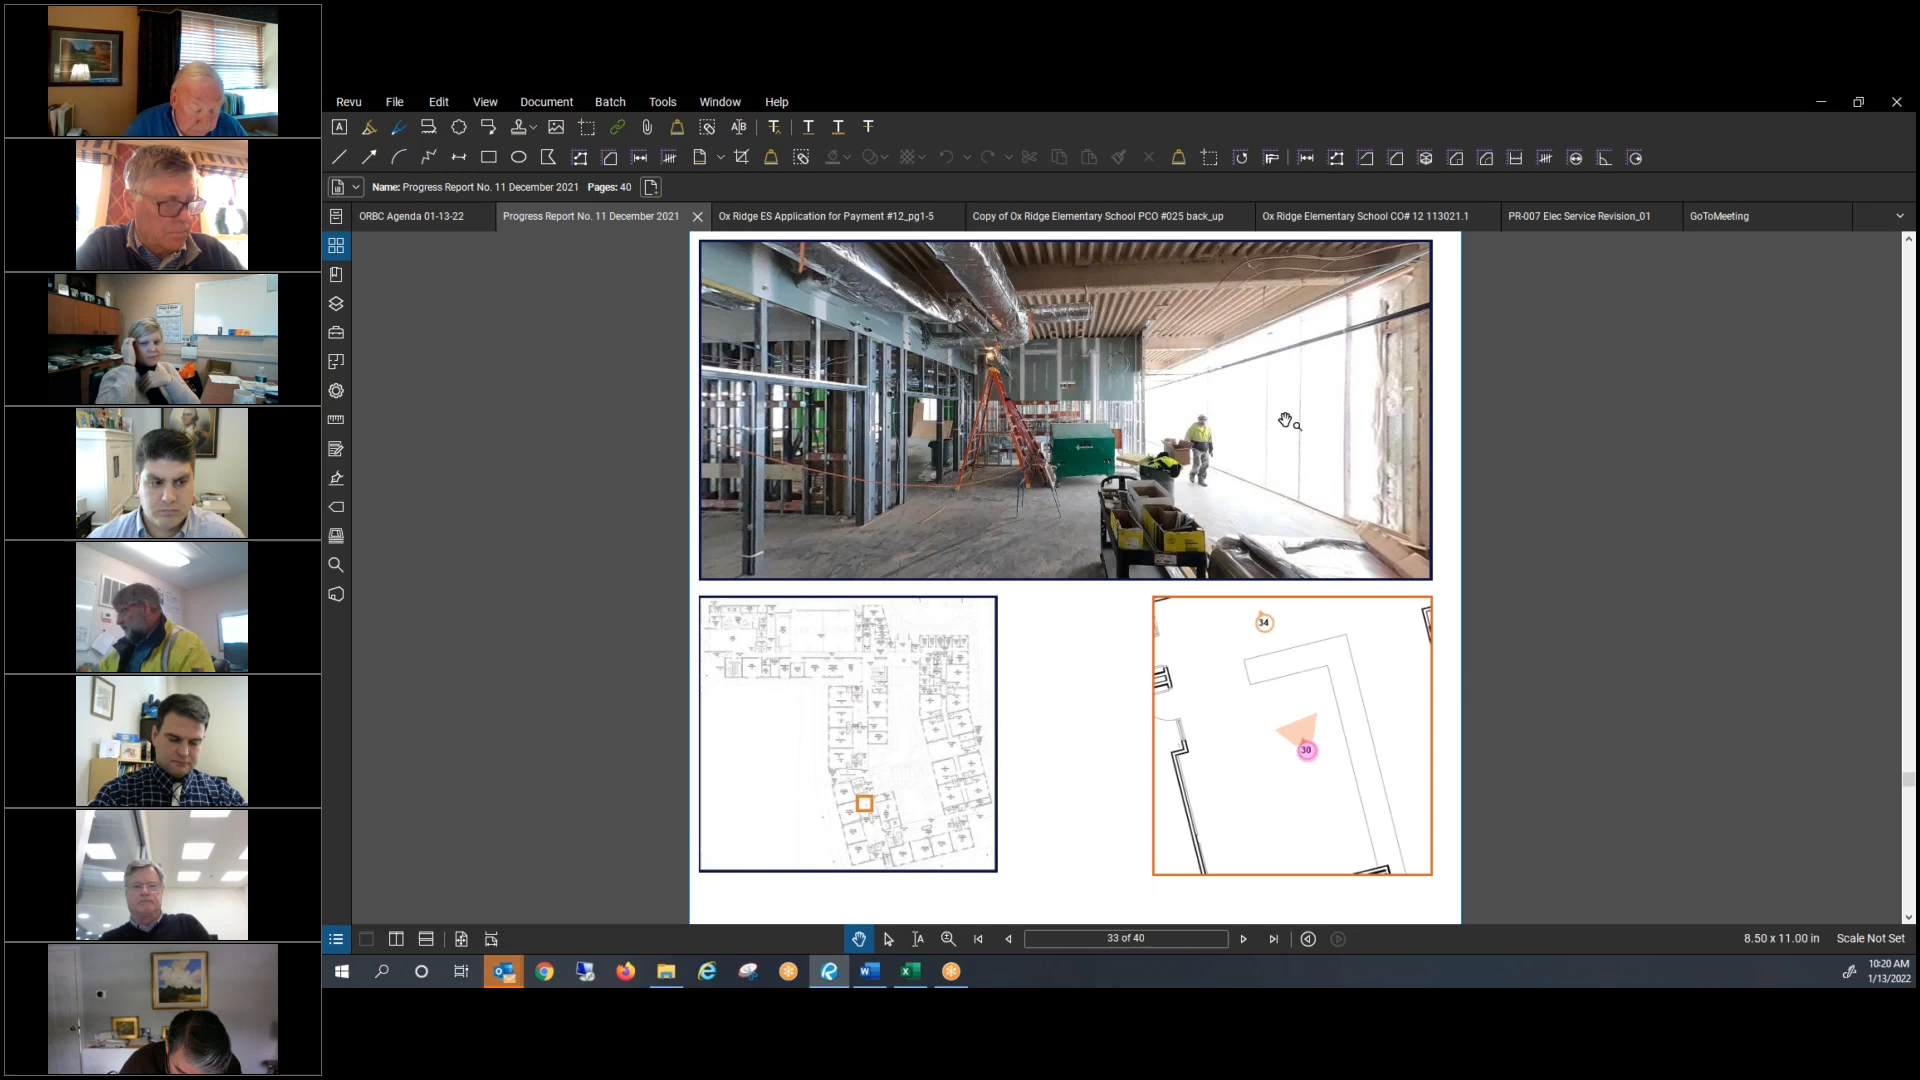 Revu File Edit View Document Batch Tools Window Help
Name: Progress Report No. 11 December 2021 Pages: 40
ORBC Agenda 01-13-22
Progress Report No. 11 December 2021
Ox Ridge ES Application for Payment #12_pg1-5
Copy of Ox Ridge Elementary School PCO #025 back_up
Ox Ridge Elementary School CO# 12 113021.1
PR-007 Elec Service Revision_01
GoToMeeting
34
30
33 of 40
8.50 x 11.00 in
Scale Not Set
10:20 AM
1/13/2022